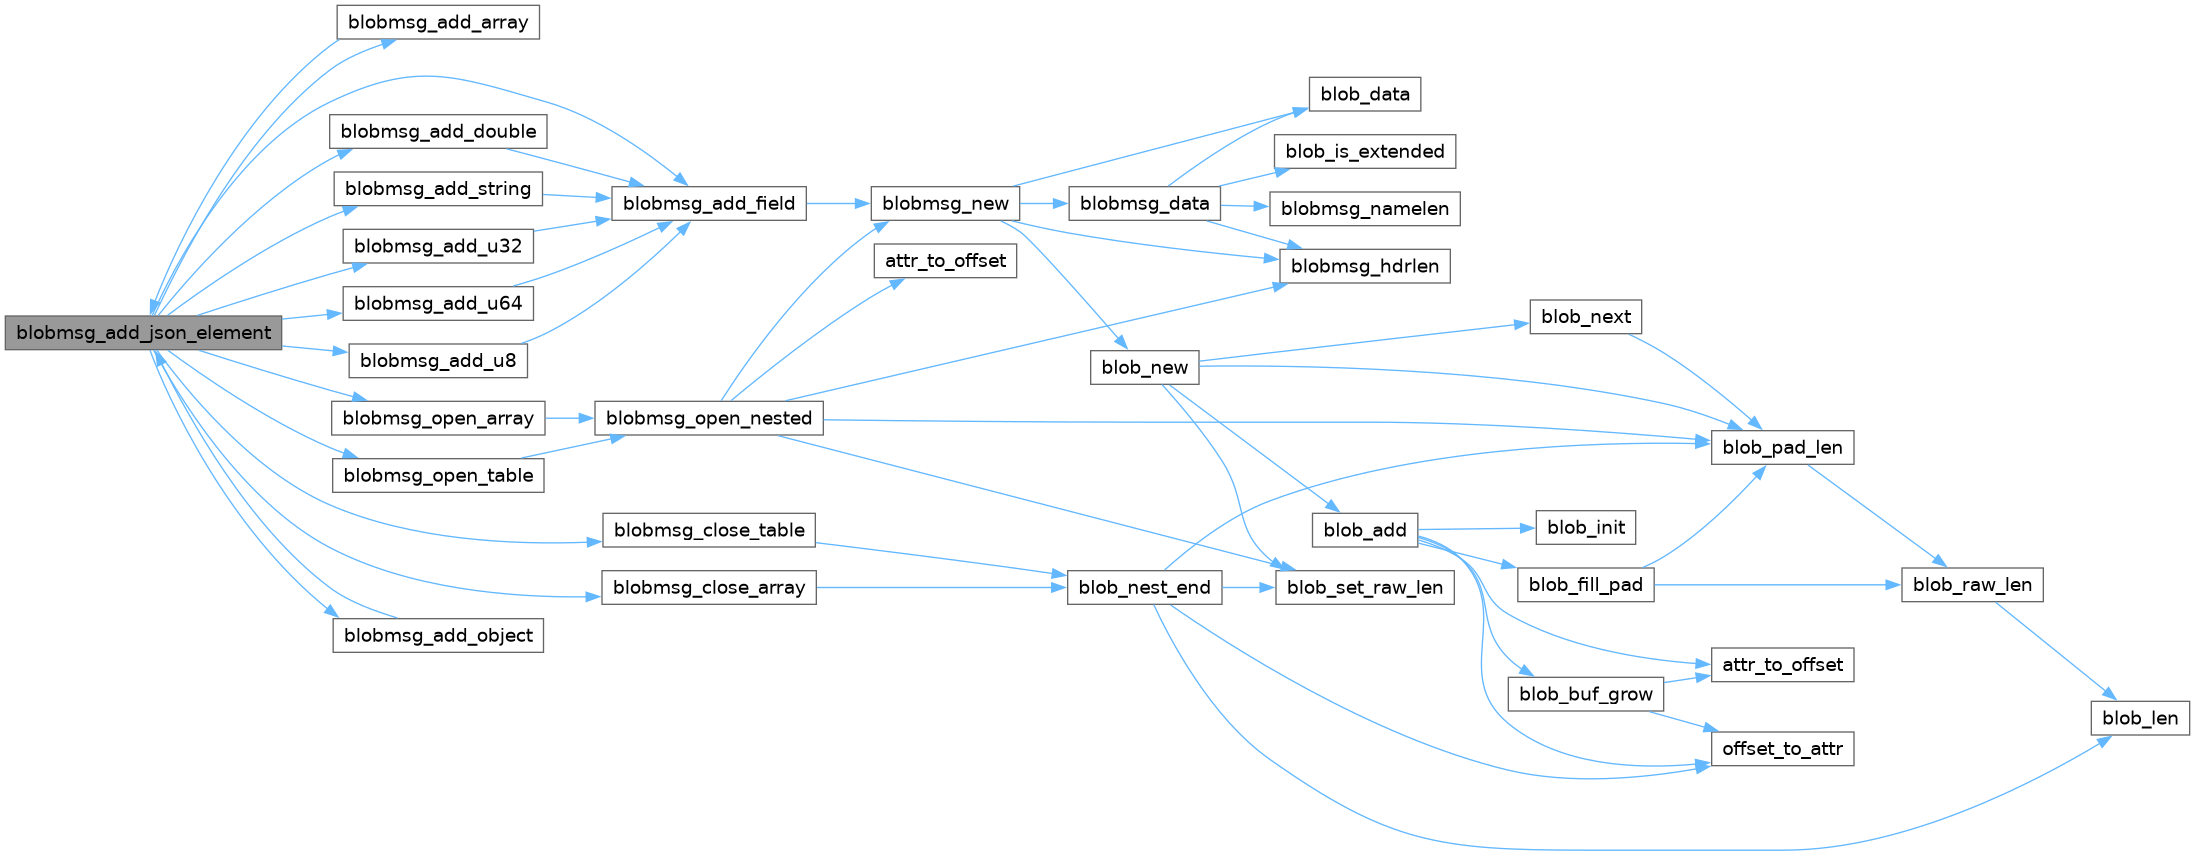 blobmsg_add_array
blob_data
blobmsg_add_double
blob_is_extended
blobmsg_add_string
blobmsg_add_field
blobmsg_new
blobmsg_data
blobmsg_namelen
blobmsg_add_u32
attr_to_offset
blobmsg_hdrlen
blobmsg_add_u64
blob_next
blobmsg_add_json_element
blobmsg_add_u8
blob_new
blobmsg_open_array
blobmsg_open_nested
blob_pad_len
blobmsg_open_table
blobmsg_close_table
blob_add
blob_init
blobmsg_close_array
blob_nest_end
blob_set_raw_len
blob_fill_pad
blob_raw_len
blobmsg_add_object
attr_to_offset
blob_buf_grow
blob_len
offset_to_attr